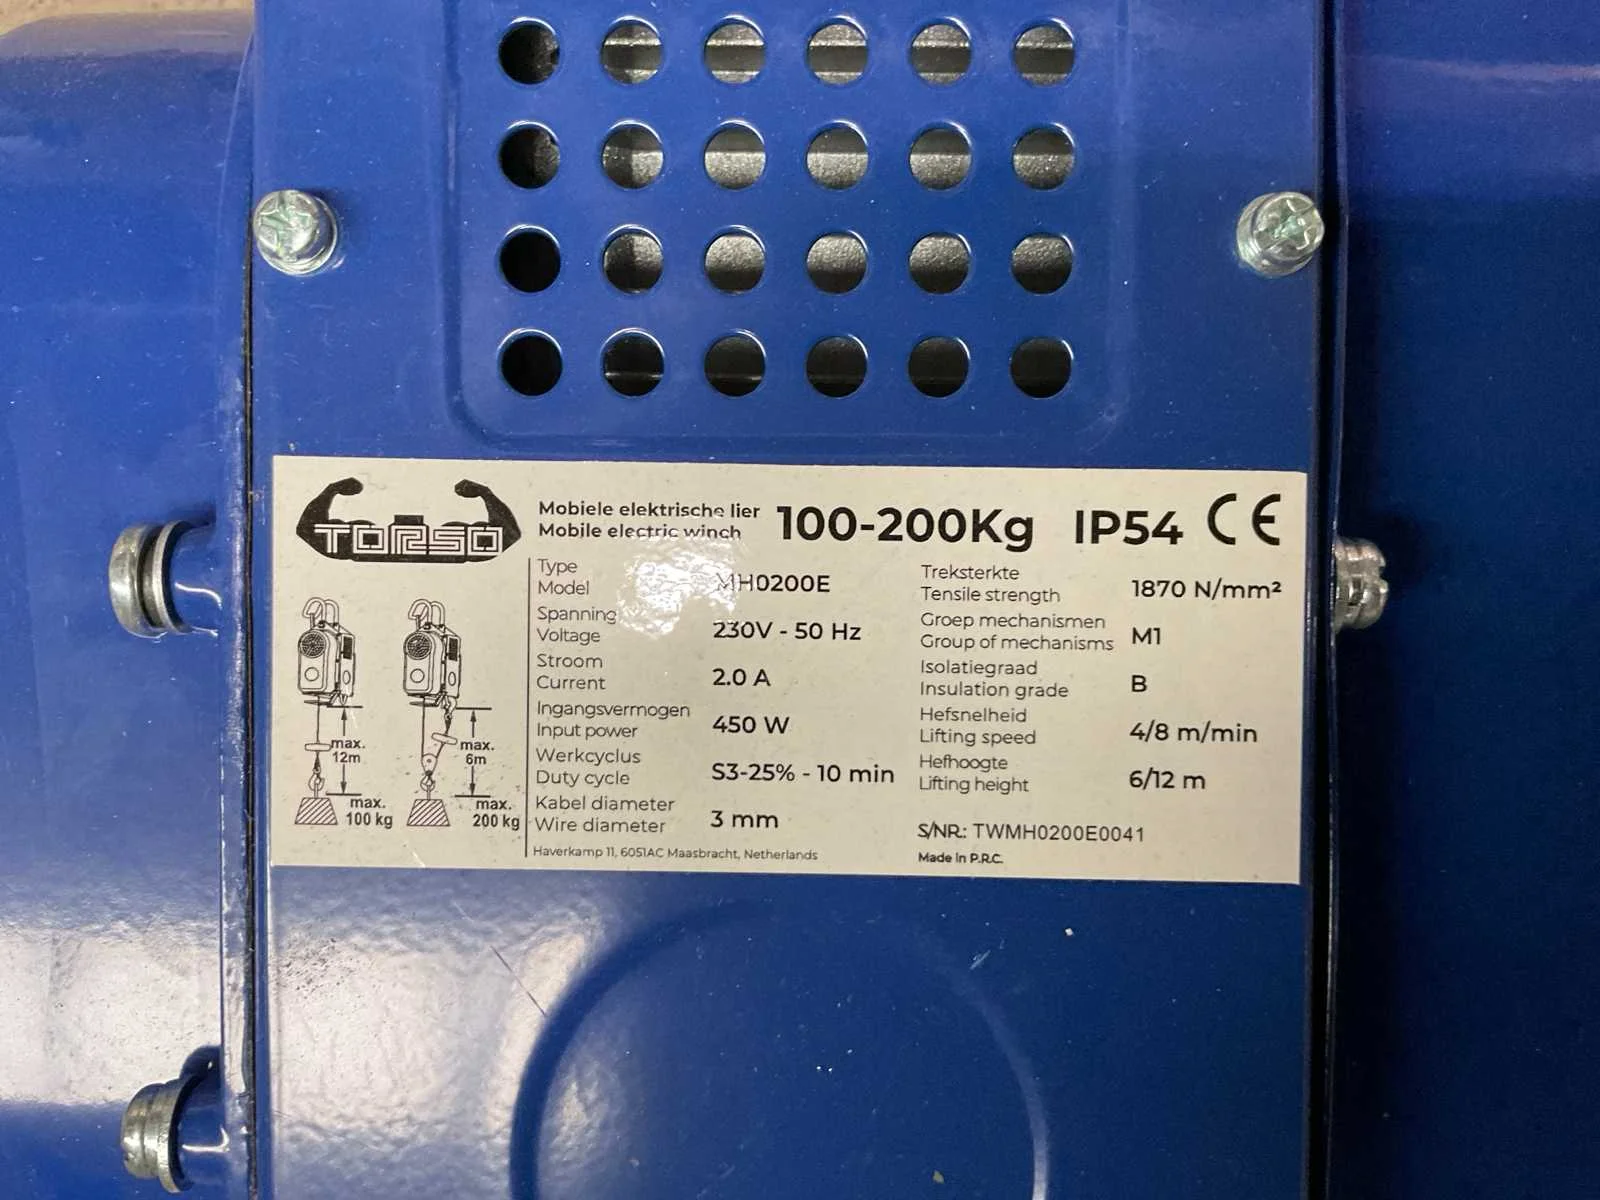 TORSO
Mobiele elektrische lier
Mobile electric winch
100-200Kg IP54 CE
Type
Model
MH0200E
Spanning
Voltage
230V - 50 Hz
Stroom
Current
2.0 A
Ingangsvermogen
Input power
450 W
Werkcyclus
Duty cycle
S3-25% - 10 min
Kabel diameter
Wire diameter
3 mm
Treksterkte
Tensile strength
1870 N/mm²
Groep mechanismen
Group of mechanisms
M1
Isolatiegraad
Insulation grade
B
Hefsnelheid
Lifting speed
4/8 m/min
Hefhoogte
Lifting height
6/12 m
S/NR.: TWMH0200E0041
Made in P.R.C.
Haverkamp 11, 6051AC Maasbracht, Netherlands
max.
12m
max.
100 kg
max.
6m
max.
200 kg